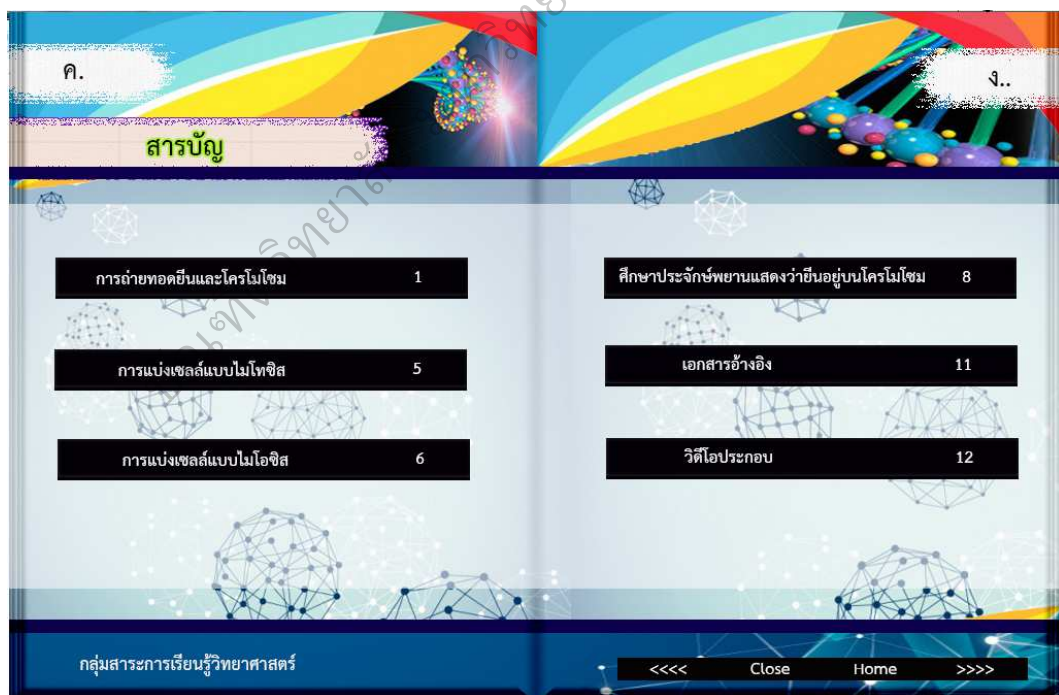 ค.
สารบัญ
การถ่ายทอดยีนและโครโมโซม 1
การแบ่งเซลล์แบบไมโทซิส 5
การแบ่งเซลล์แบบไมโอซิส 6
กลุ่มสาระการเรียนรู้วิทยาศาสตร์
ง..
ศึกษาประจักษ์พยานแสดงว่ายีนอยู่บนโครโมโซม 8
เอกสารอ้างอิง 11
วิดีโอประกอบ 12
<<<< Close Home >>>>